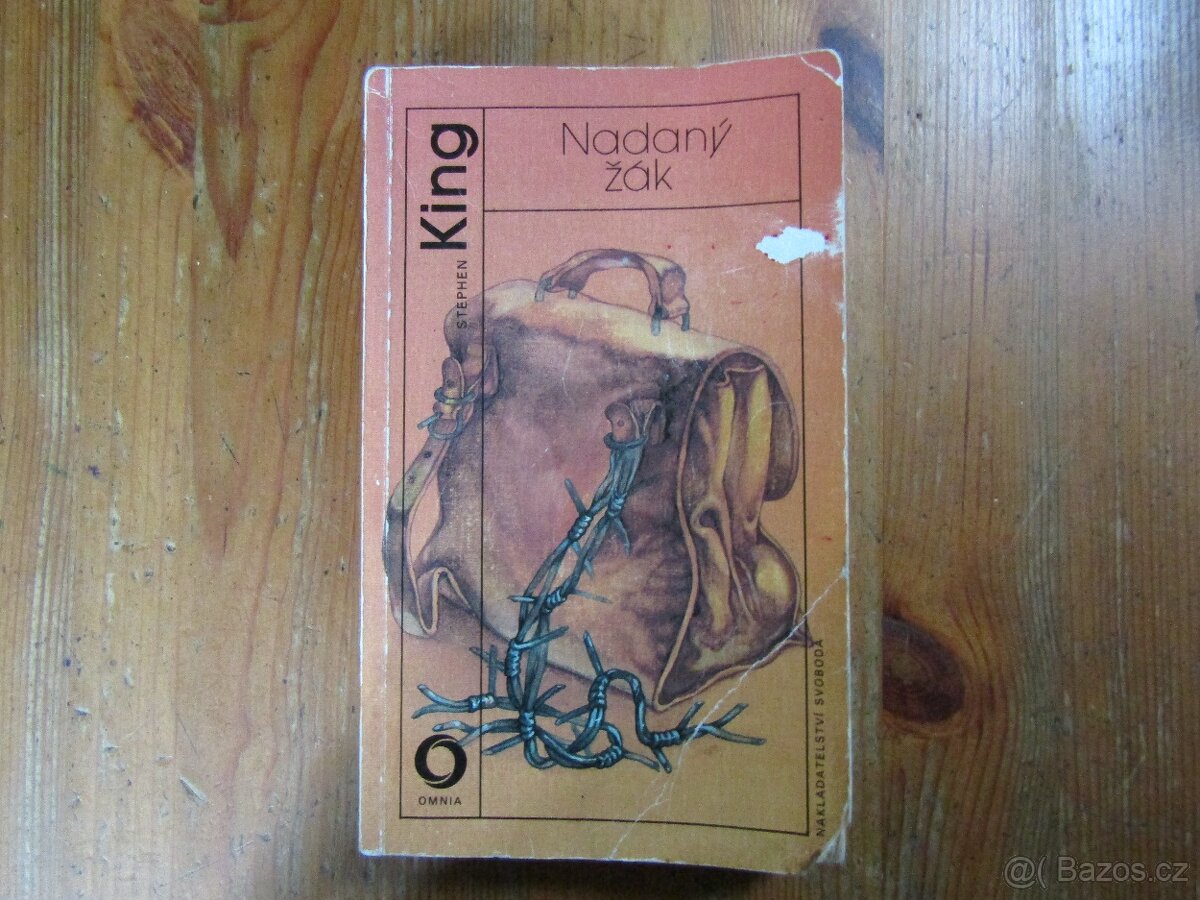 Nadaný
žák
STEPHEN King
OMNIA
NAKLADATELSTVÍ SVOBODA
@( Bazos.cz